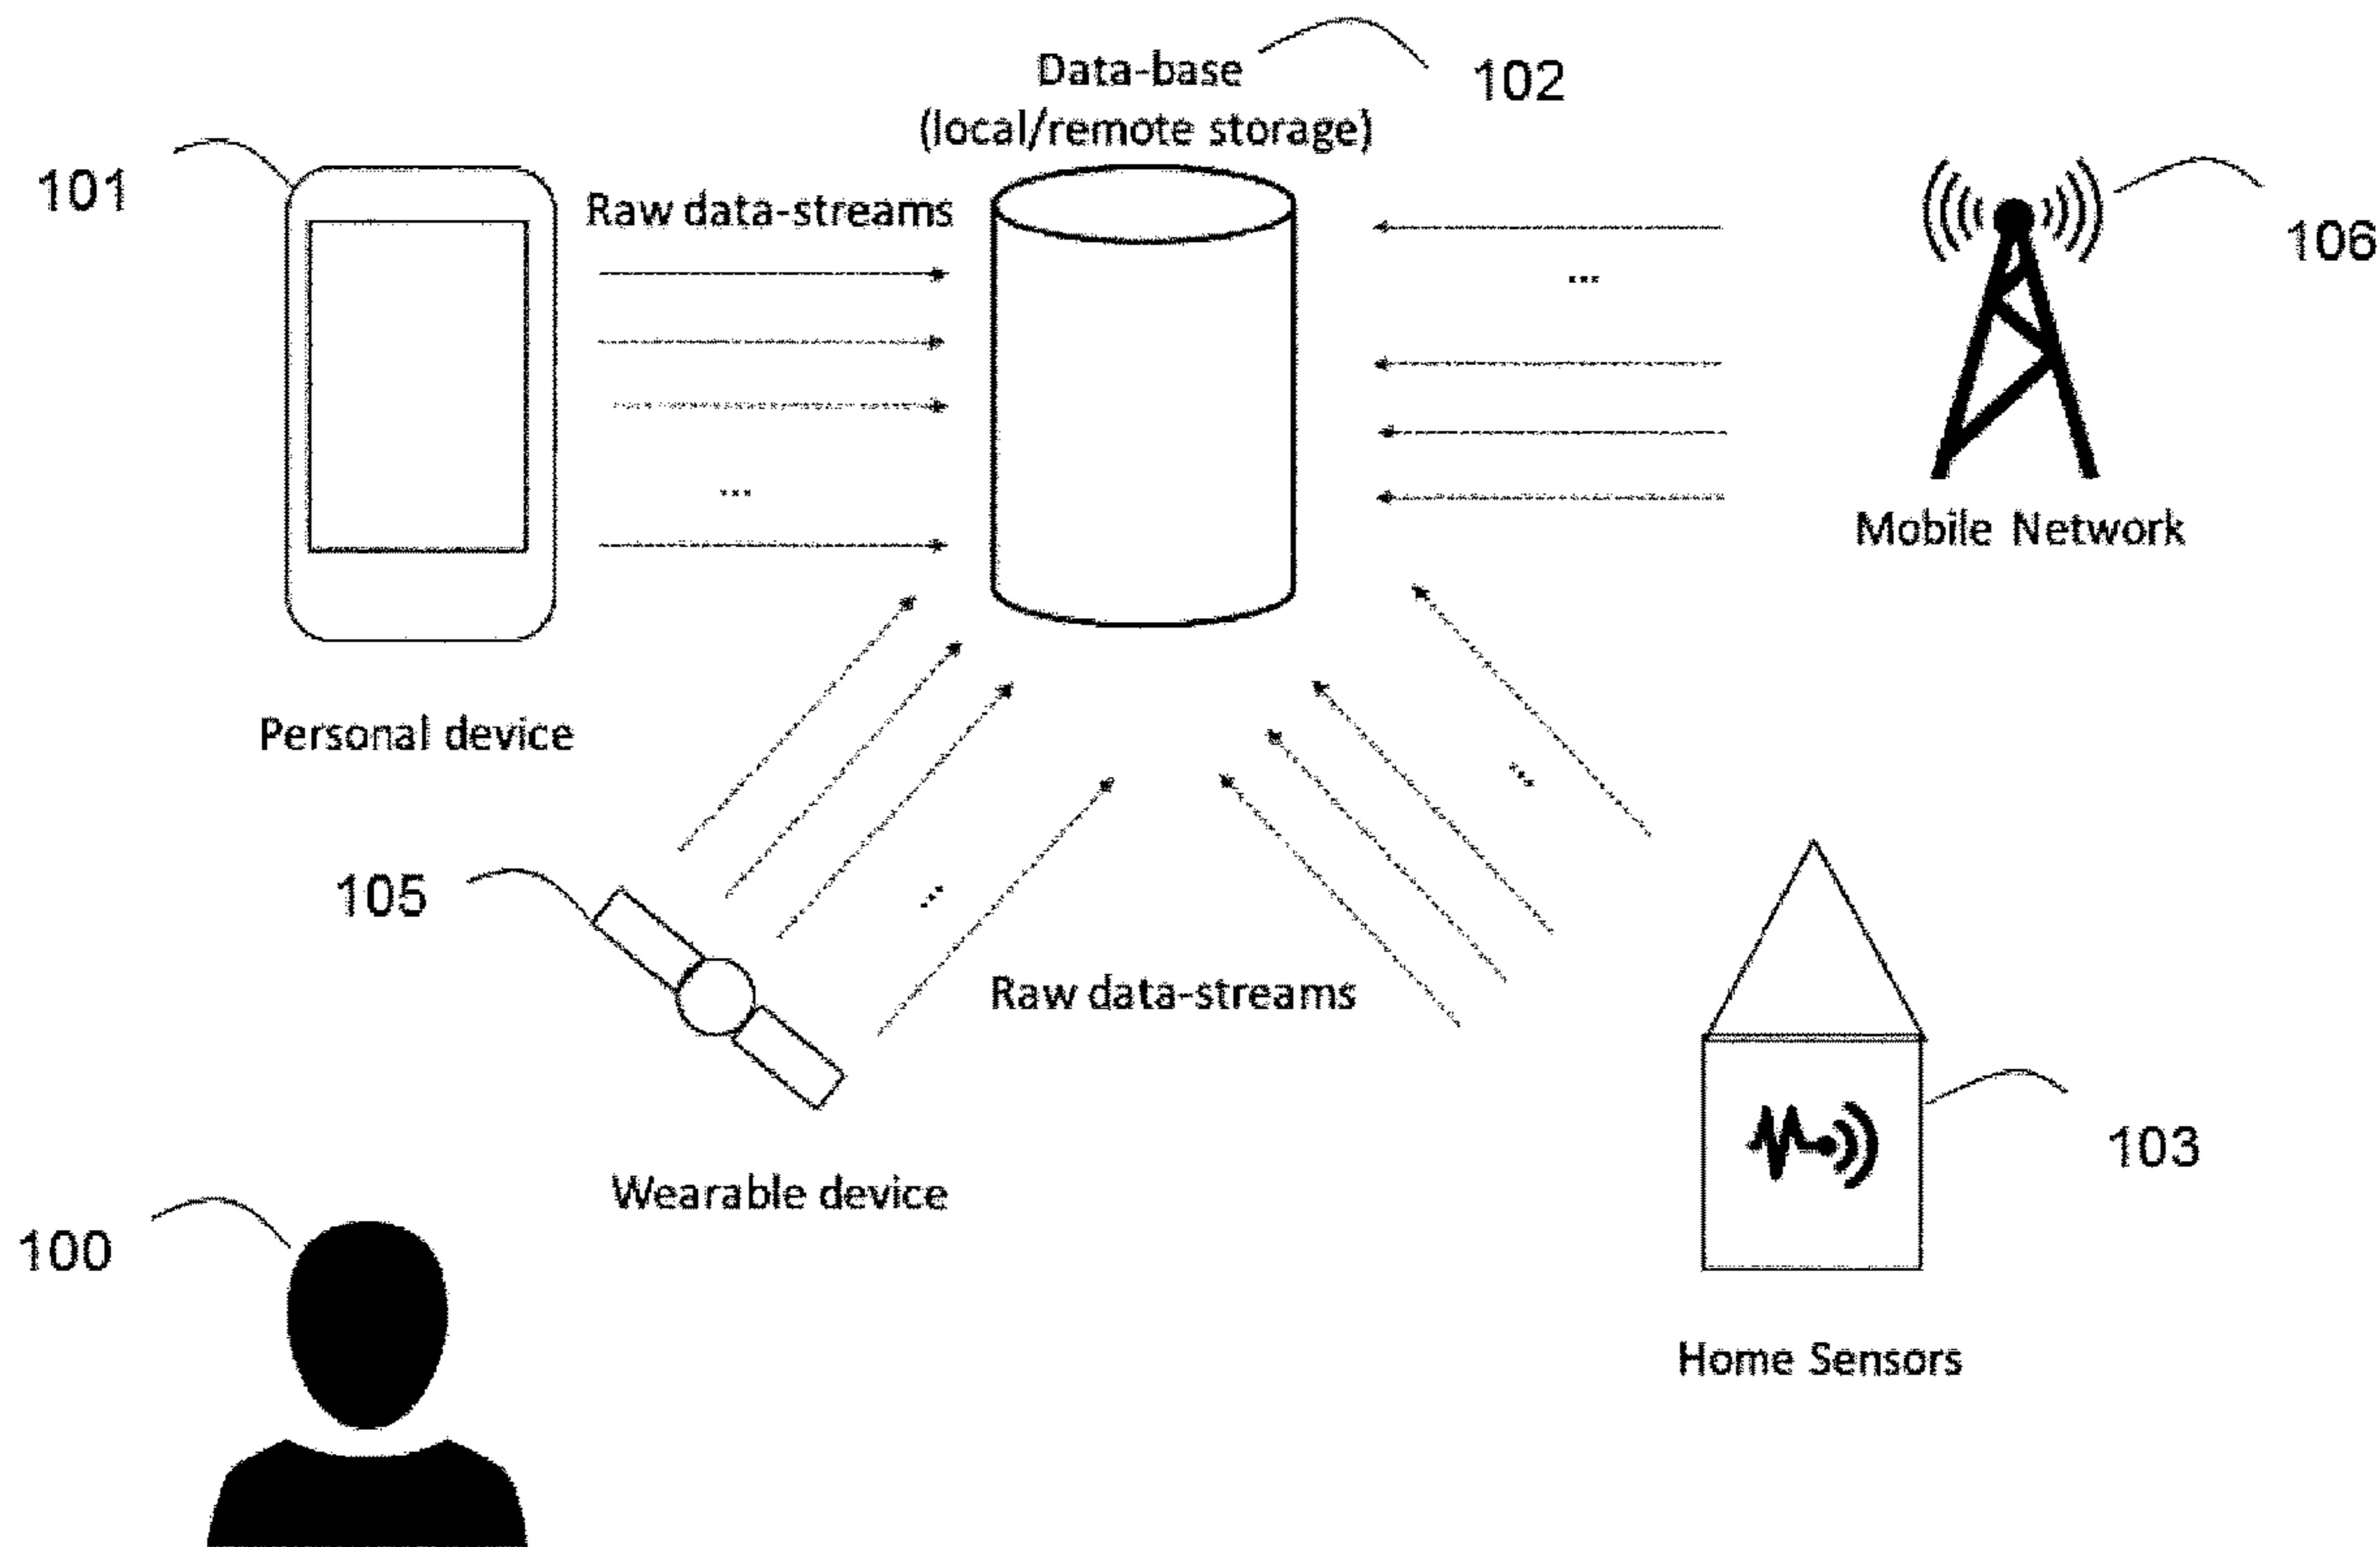 Data-base
102
(local/remote storage)
101
Raw data-streams
106
...
...
Mobile Network
Personal device
...
105
...
Raw data-streams
103
Wearable device
100
Home Sensors